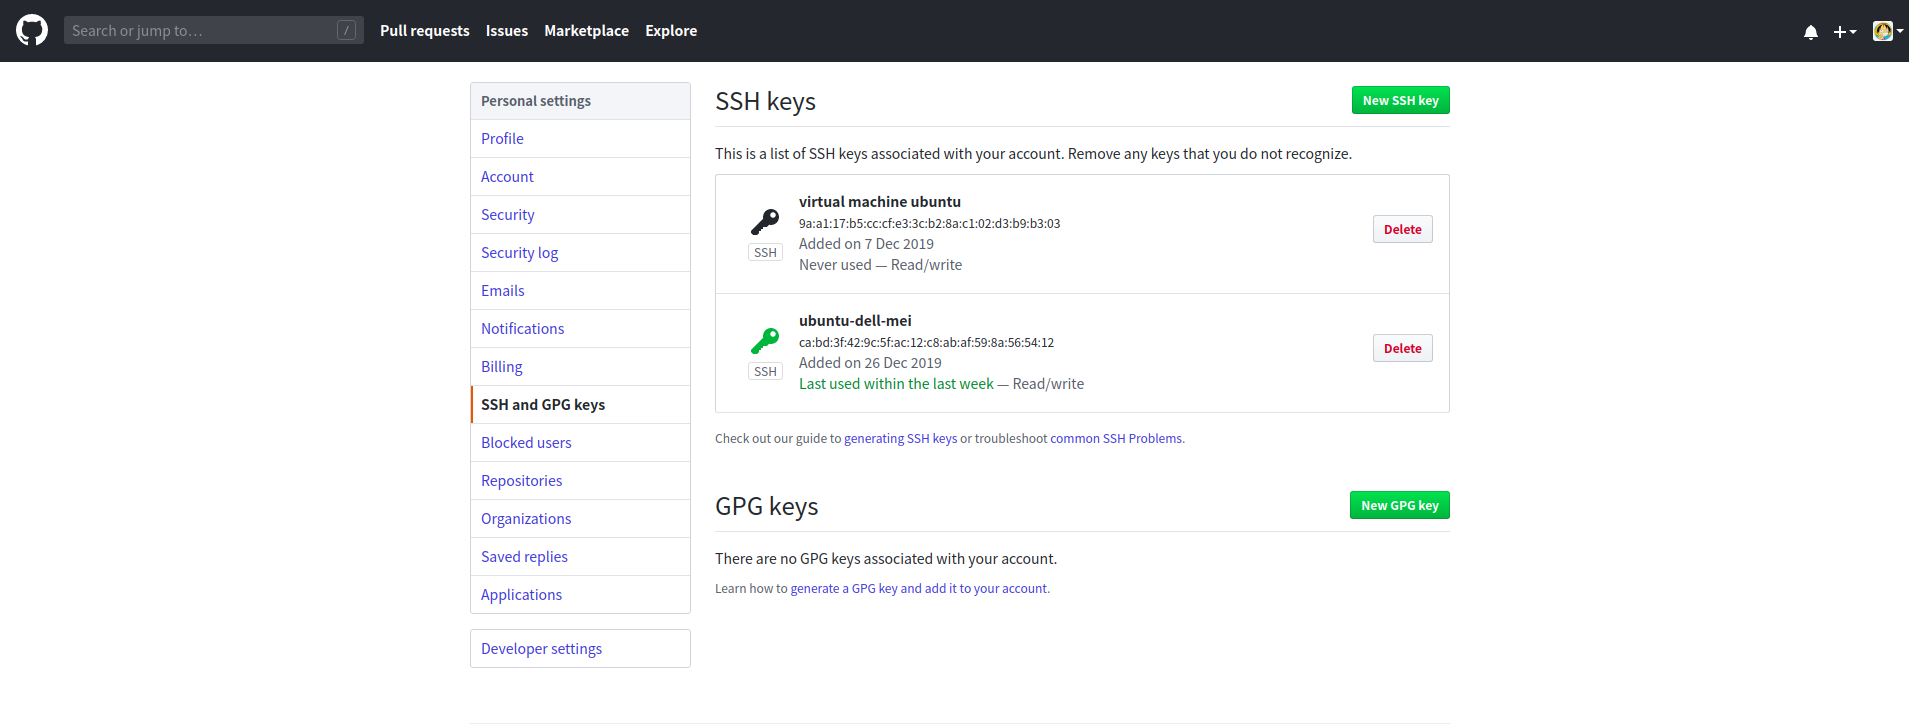 Search or jump to…
/
Pull requests
Issues
Marketplace
Explore
Personal settings
Profile
Account
Security
Security log
Emails
Notifications
Billing
SSH and GPG keys
Blocked users
Repositories
Organizations
Saved replies
Applications
Developer settings
SSH keys
New SSH key
This is a list of SSH keys associated with your account. Remove any keys that you do not recognize.
SSH
virtual machine ubuntu
9a:a1:17:b5:cc:cf:e3:3c:b2:8a:c1:02:d3:b9:b3:03
Added on 7 Dec 2019
Never used — Read/write
Delete
SSH
ubuntu-dell-mei
ca:bd:3f:42:9c:5f:ac:12:c8:ab:af:59:8a:56:54:12
Added on 26 Dec 2019
Last used within the last week — Read/write
Delete
Check out our guide to generating SSH keys or troubleshoot common SSH Problems.
GPG keys
New GPG key
There are no GPG keys associated with your account.
Learn how to generate a GPG key and add it to your account.